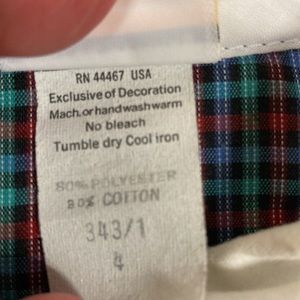 RN 44467 USA
Exclusive of Decoration
Mach. or hand wash warm
No bleach
Tumble dry Cool iron
80% POLYESTER
20% COTTON
343/1
4